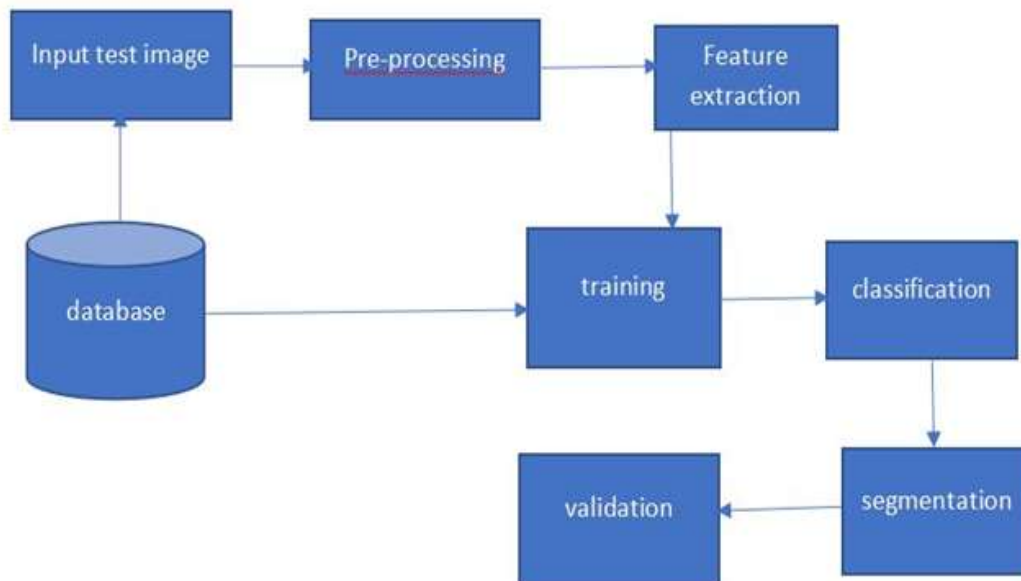 Input test image
Pre-processing
Feature
extraction
database
training
classification
validation
segmentation